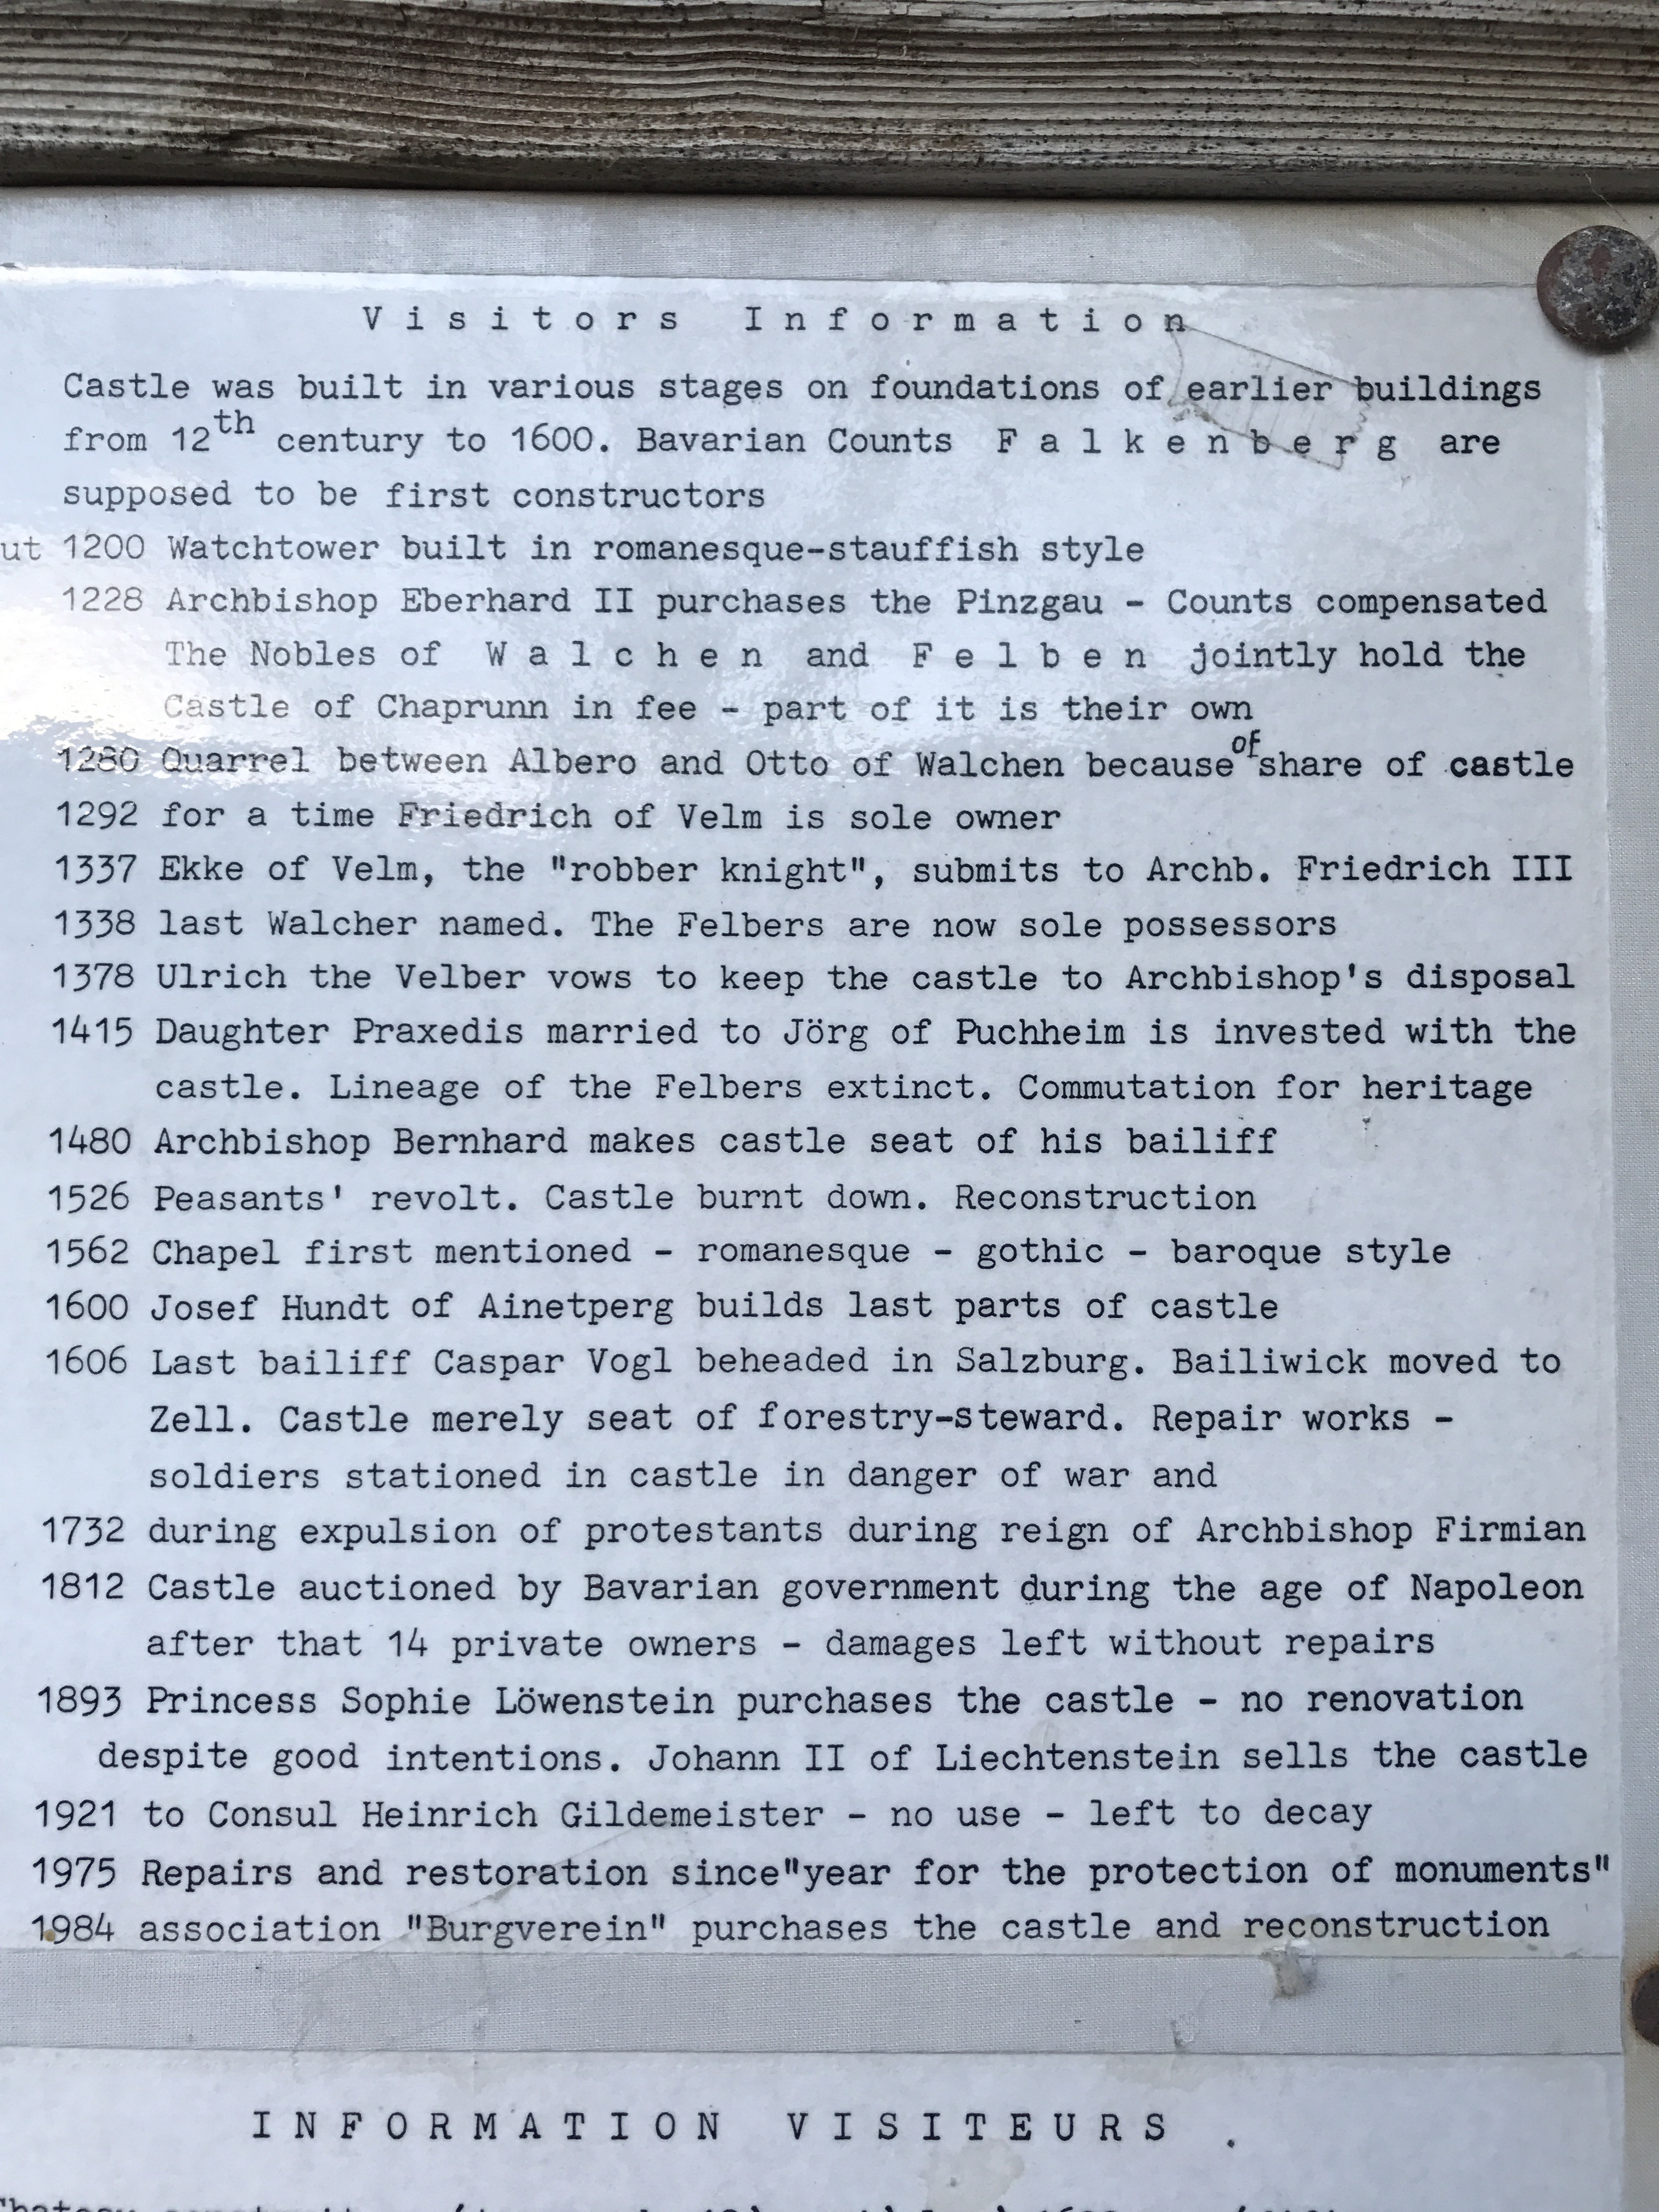 Visitors Information
Castle was built in various stages on foundations of earlier buildings
from 12th century to 1600. Bavarian Counts Falkenberg are
supposed to be first constructors
ut 1200 Watchtower built in romanesque-stauffish style
1228 Archbishop Eberhard II purchases the Pinzgau - Counts compensated
The Nobles of Walchen and Felben jointly hold the
Castle of Chaprunn in fee - part of it is their own
1280 Quarrel between Albero and Otto of Walchen because of share of castle
1292 for a time Friedrich of Velm is sole owner
1337 Ekke of Velm, the "robber knight", submits to Archb. Friedrich III
1338 last Walcher named. The Felbers are now sole possessors
1378 Ulrich the Velber vows to keep the castle to Archbishop's disposal
1415 Daughter Praxedis married to Jörg of Puchheim is invested with the
castle. Lineage of the Felbers extinct. Commutation for heritage
1480 Archbishop Bernhard makes castle seat of his bailiff
1526 Peasants' revolt. Castle burnt down. Reconstruction
1562 Chapel first mentioned - romanesque - gothic - baroque style
1600 Josef Hundt of Ainetperg builds last parts of castle
1606 Last bailiff Caspar Vogl beheaded in Salzburg. Bailiwick moved to
Zell. Castle merely seat of forestry-steward. Repair works -
soldiers stationed in castle in danger of war and
1732 during expulsion of protestants during reign of Archbishop Firmian
1812 Castle auctioned by Bavarian government during the age of Napoleon
after that 14 private owners - damages left without repairs
1893 Princess Sophie Löwenstein purchases the castle - no renovation
despite good intentions. Johann II of Liechtenstein sells the castle
1921 to Consul Heinrich Gildemeister - no use - left to decay
1975 Repairs and restoration since"year for the protection of monuments"
1984 association "Burgverein" purchases the castle and reconstruction
INFORMATION VISITEURS .